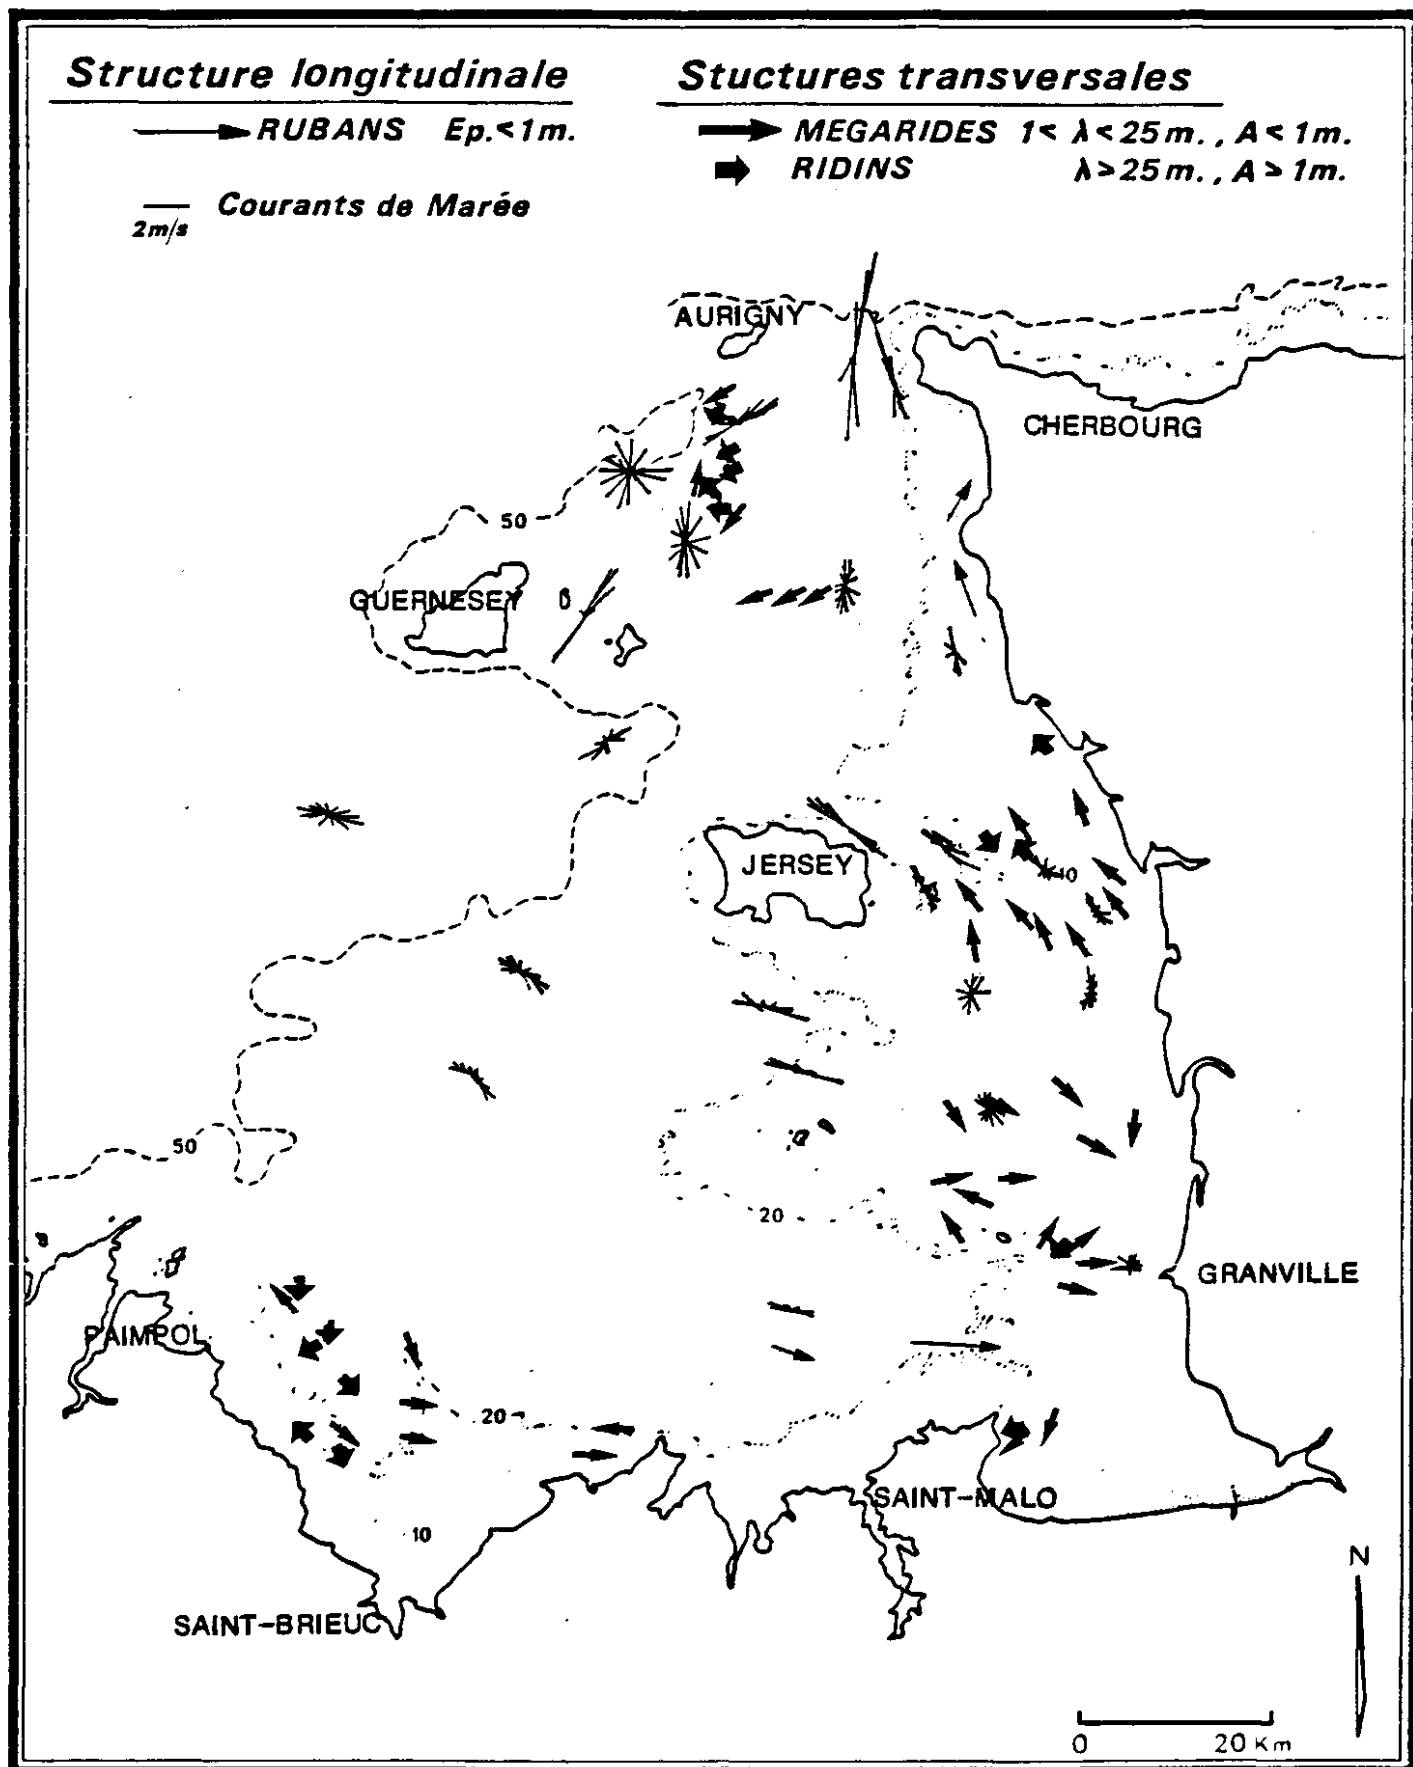 Structure longitudinale
Stuctures transversales
RUBANS Ep.<1m.
MEGARIDES 1< λ<25m., A<1m.
RIDINS λ>25m., A>1m.
Courants de Marée
2m/s
AURIGNY
CHERBOURG
50
GUERNESEY
JERSEY
10
50
20
GRANVILLE
PAIMPOL
20
SAINT-MALO
10
N
SAINT-BRIEUC
0 20 Km